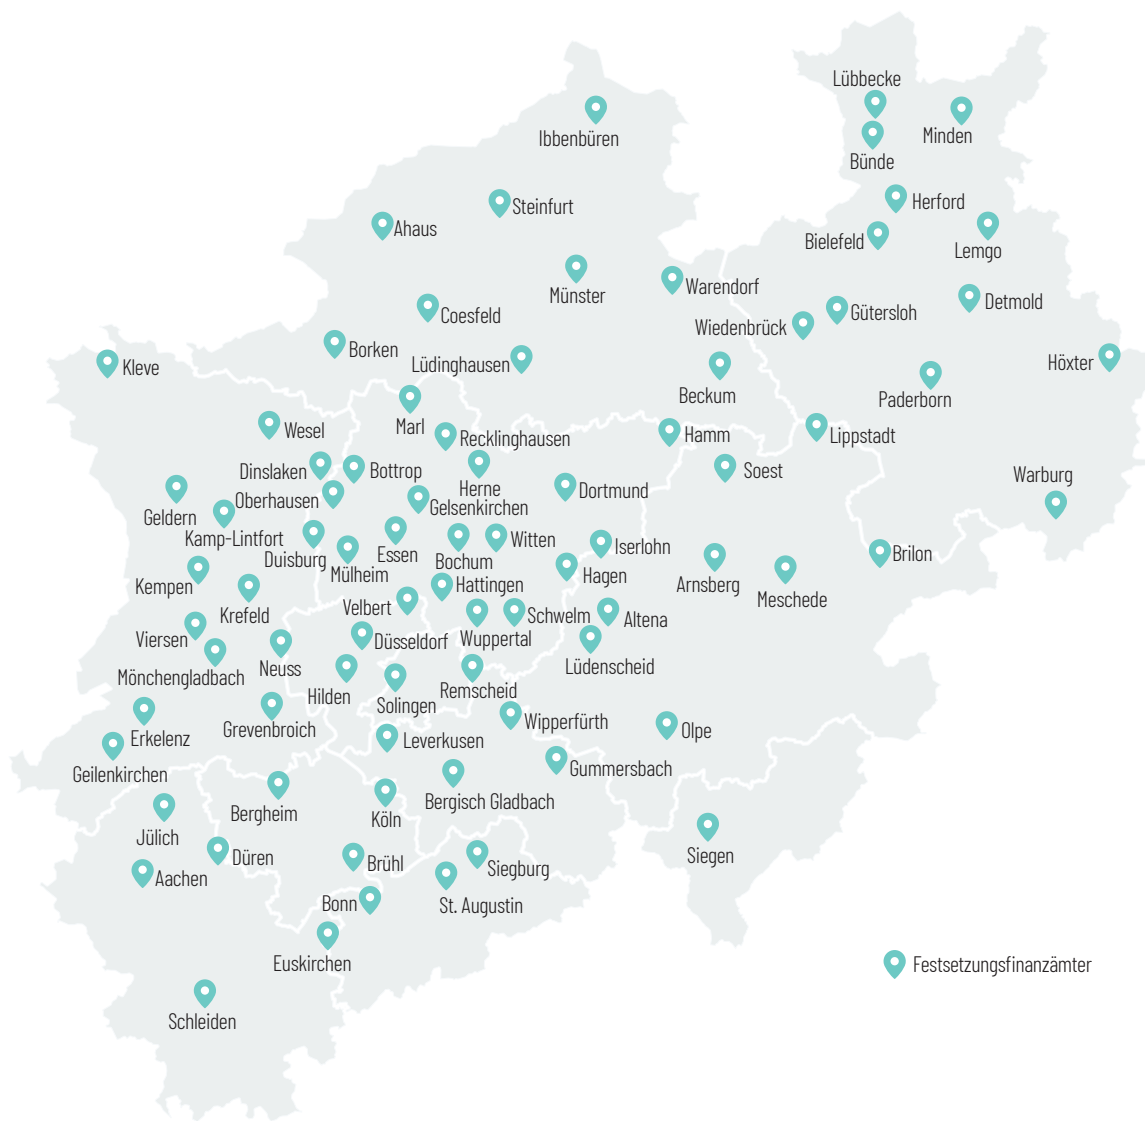 Lübbecke
Minden
Ibbenbüren
Bünde
Herford
Steinfurt
Ahaus
Bielefeld
Lemgo
Münster
Warendorf
Detmold
Coesfeld
Gütersloh
Wiedenbrück
Borken
Lüdinghausen
Höxter
Kleve
Beckum
Paderborn
Marl
Wesel
Recklinghausen
Hamm
Lippstadt
Dinslaken
Bottrop
Soest
Warburg
Herne
Oberhausen
Dortmund
Geldern
Gelsenkirchen
Kamp-Lintfort
Witten
Iserlohn
Duisburg
Essen
Bochum
Brilon
Mülheim
Hagen
Kempen
Hattingen
Arnsberg
Meschede
Velbert
Krefeld
Schwelm
Altena
Viersen
Düsseldorf
Wuppertal
Neuss
Lüdenscheid
Mönchengladbach
Hilden
Remscheid
Solingen
Wipperfürth
Grevenbroich
Olpe
Erkelenz
Leverkusen
Gummersbach
Geilenkirchen
Bergisch Gladbach
Bergheim
Köln
Jülich
Siegen
Düren
Brühl
Siegburg
Aachen
Bonn
St. Augustin
Euskirchen
Festsetzungsfinanzämter
Schleiden